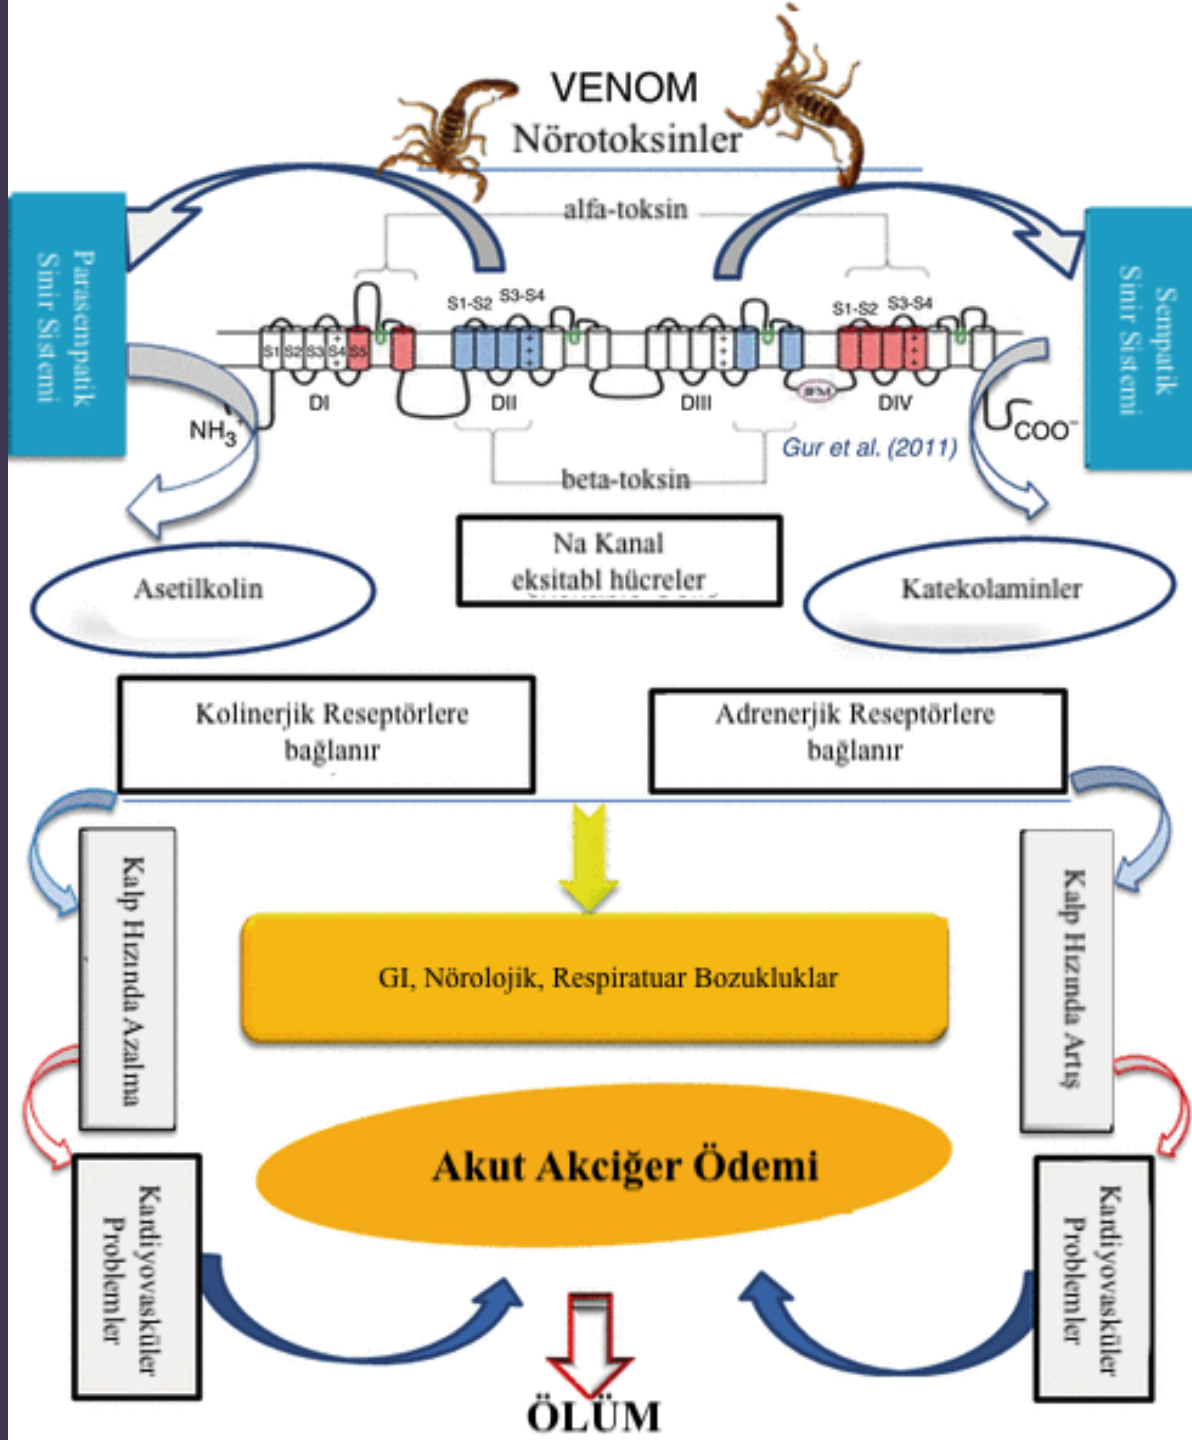 VENOM
Nörotoksinler
alfa-toksin
Parasempatik
Sinir Sistemi
Sempatik
Sinir Sistemi
S1-S2
S3-S4
S1-S2
S3-S4
S1
S2
S3
S4
S5
+
+
+
+
+
+
+
+
+
+
+
+
DI
DII
DIII
DIV
IFM
NH3+
COO−
Gur et al. (2011)
beta-toksin
Na Kanal
eksitabl hücreler
Asetilkolin
Katekolaminler
Kolinerjik Reseptörlere
bağlanır
Adrenerjik Reseptörlere
bağlanır
Kalp Hızında Azalma
Kalp Hızında Artış
GI, Nörolojik, Respiratuar Bozukluklar
Akut Akciğer Ödemi
Kardiyovasküler
Problemler
Kardiyovasküler
Problemler
ÖLÜM